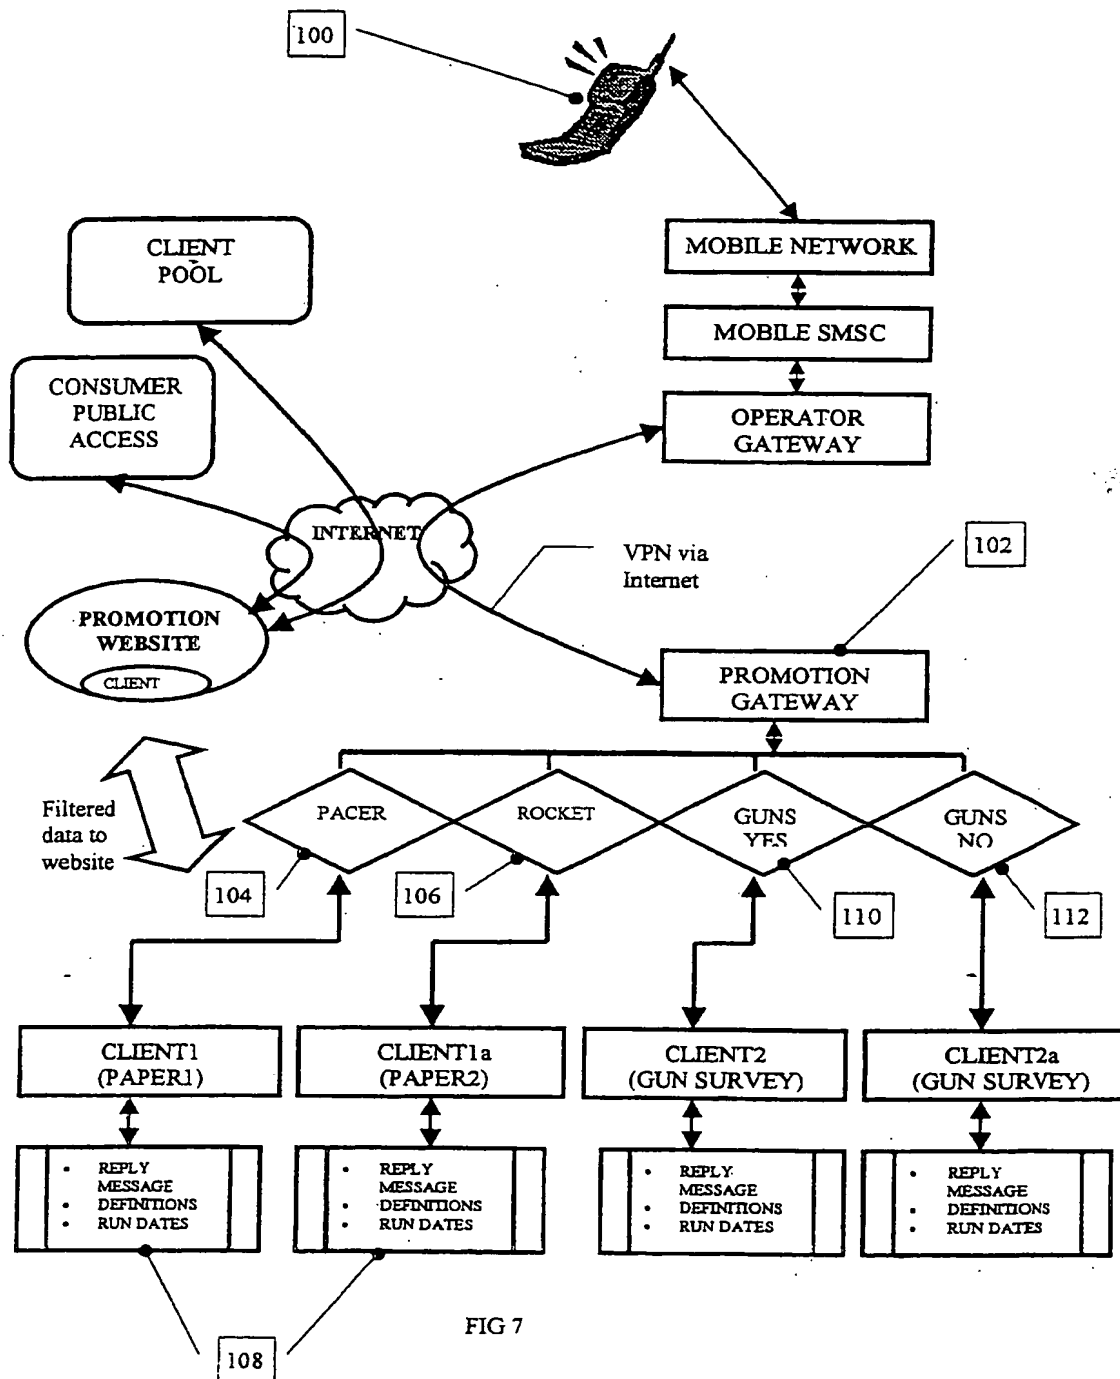 100
CLIENT
POOL
MOBILE NETWORK
MOBILE SMSC
CONSUMER
PUBLIC
ACCESS
OPERATOR
GATEWAY
INTERNET
VPN via
Internet
102
PROMOTION
WEBSITE
CLIENT
PROMOTION
GATEWAY
Filtered
data to
website
PACER
ROCKET
GUNS
YES
GUNS
NO
104
106
110
112
CLIENT1
(PAPER1)
CLIENT1a
(PAPER2)
CLIENT2
(GUN SURVEY)
CLIENT2a
(GUN SURVEY)
• REPLY
MESSAGE
• DEFINITIONS
• RUN DATES
• REPLY
MESSAGE
• DEFINITIONS
• RUN DATES
• REPLY
MESSAGE
• DEFINITIONS
• RUN DATES
• REPLY
MESSAGE
• DEFINITIONS
• RUN DATES
FIG 7
108